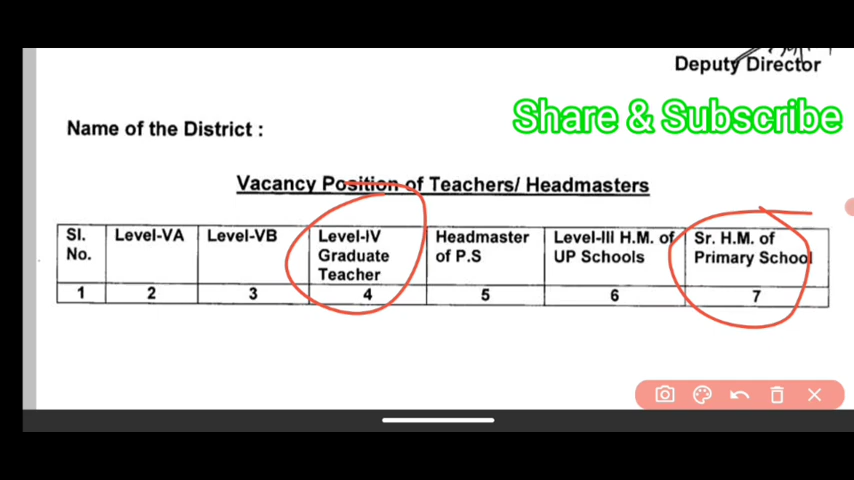 Deputy Director
Share & Subscribe
Name of the District :
Vacancy Position of Teachers/ Headmasters
Sl. No. Level-VA Level-VB Level-IV Graduate Teacher Headmaster of P.S Level-III H.M. of UP Schools Sr. H.M. of Primary School
1 2 3 4 5 6 7